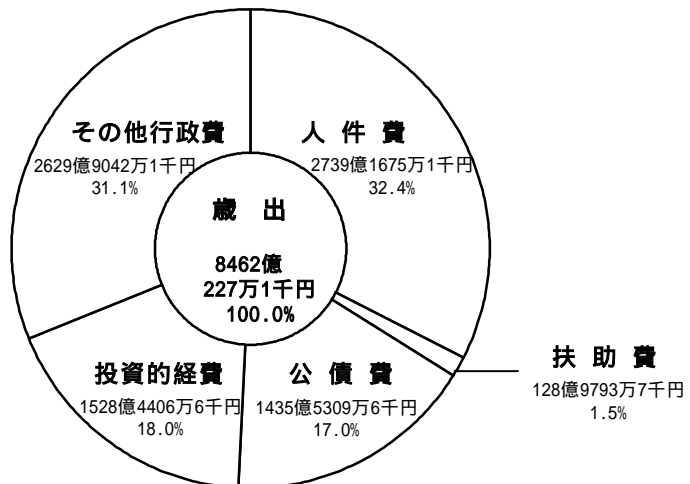 その他行政費
2629億9042万1千円
31.1%
人 件 費
2739億1675万1千円
32.4%
歳 出
8462億
227万1千円
100.0%
投資的経費
1528億4406万6千円
18.0%
公 債 費
1435億5309万6千円
17.0%
扶 助 費
128億9793万7千円
1.5%